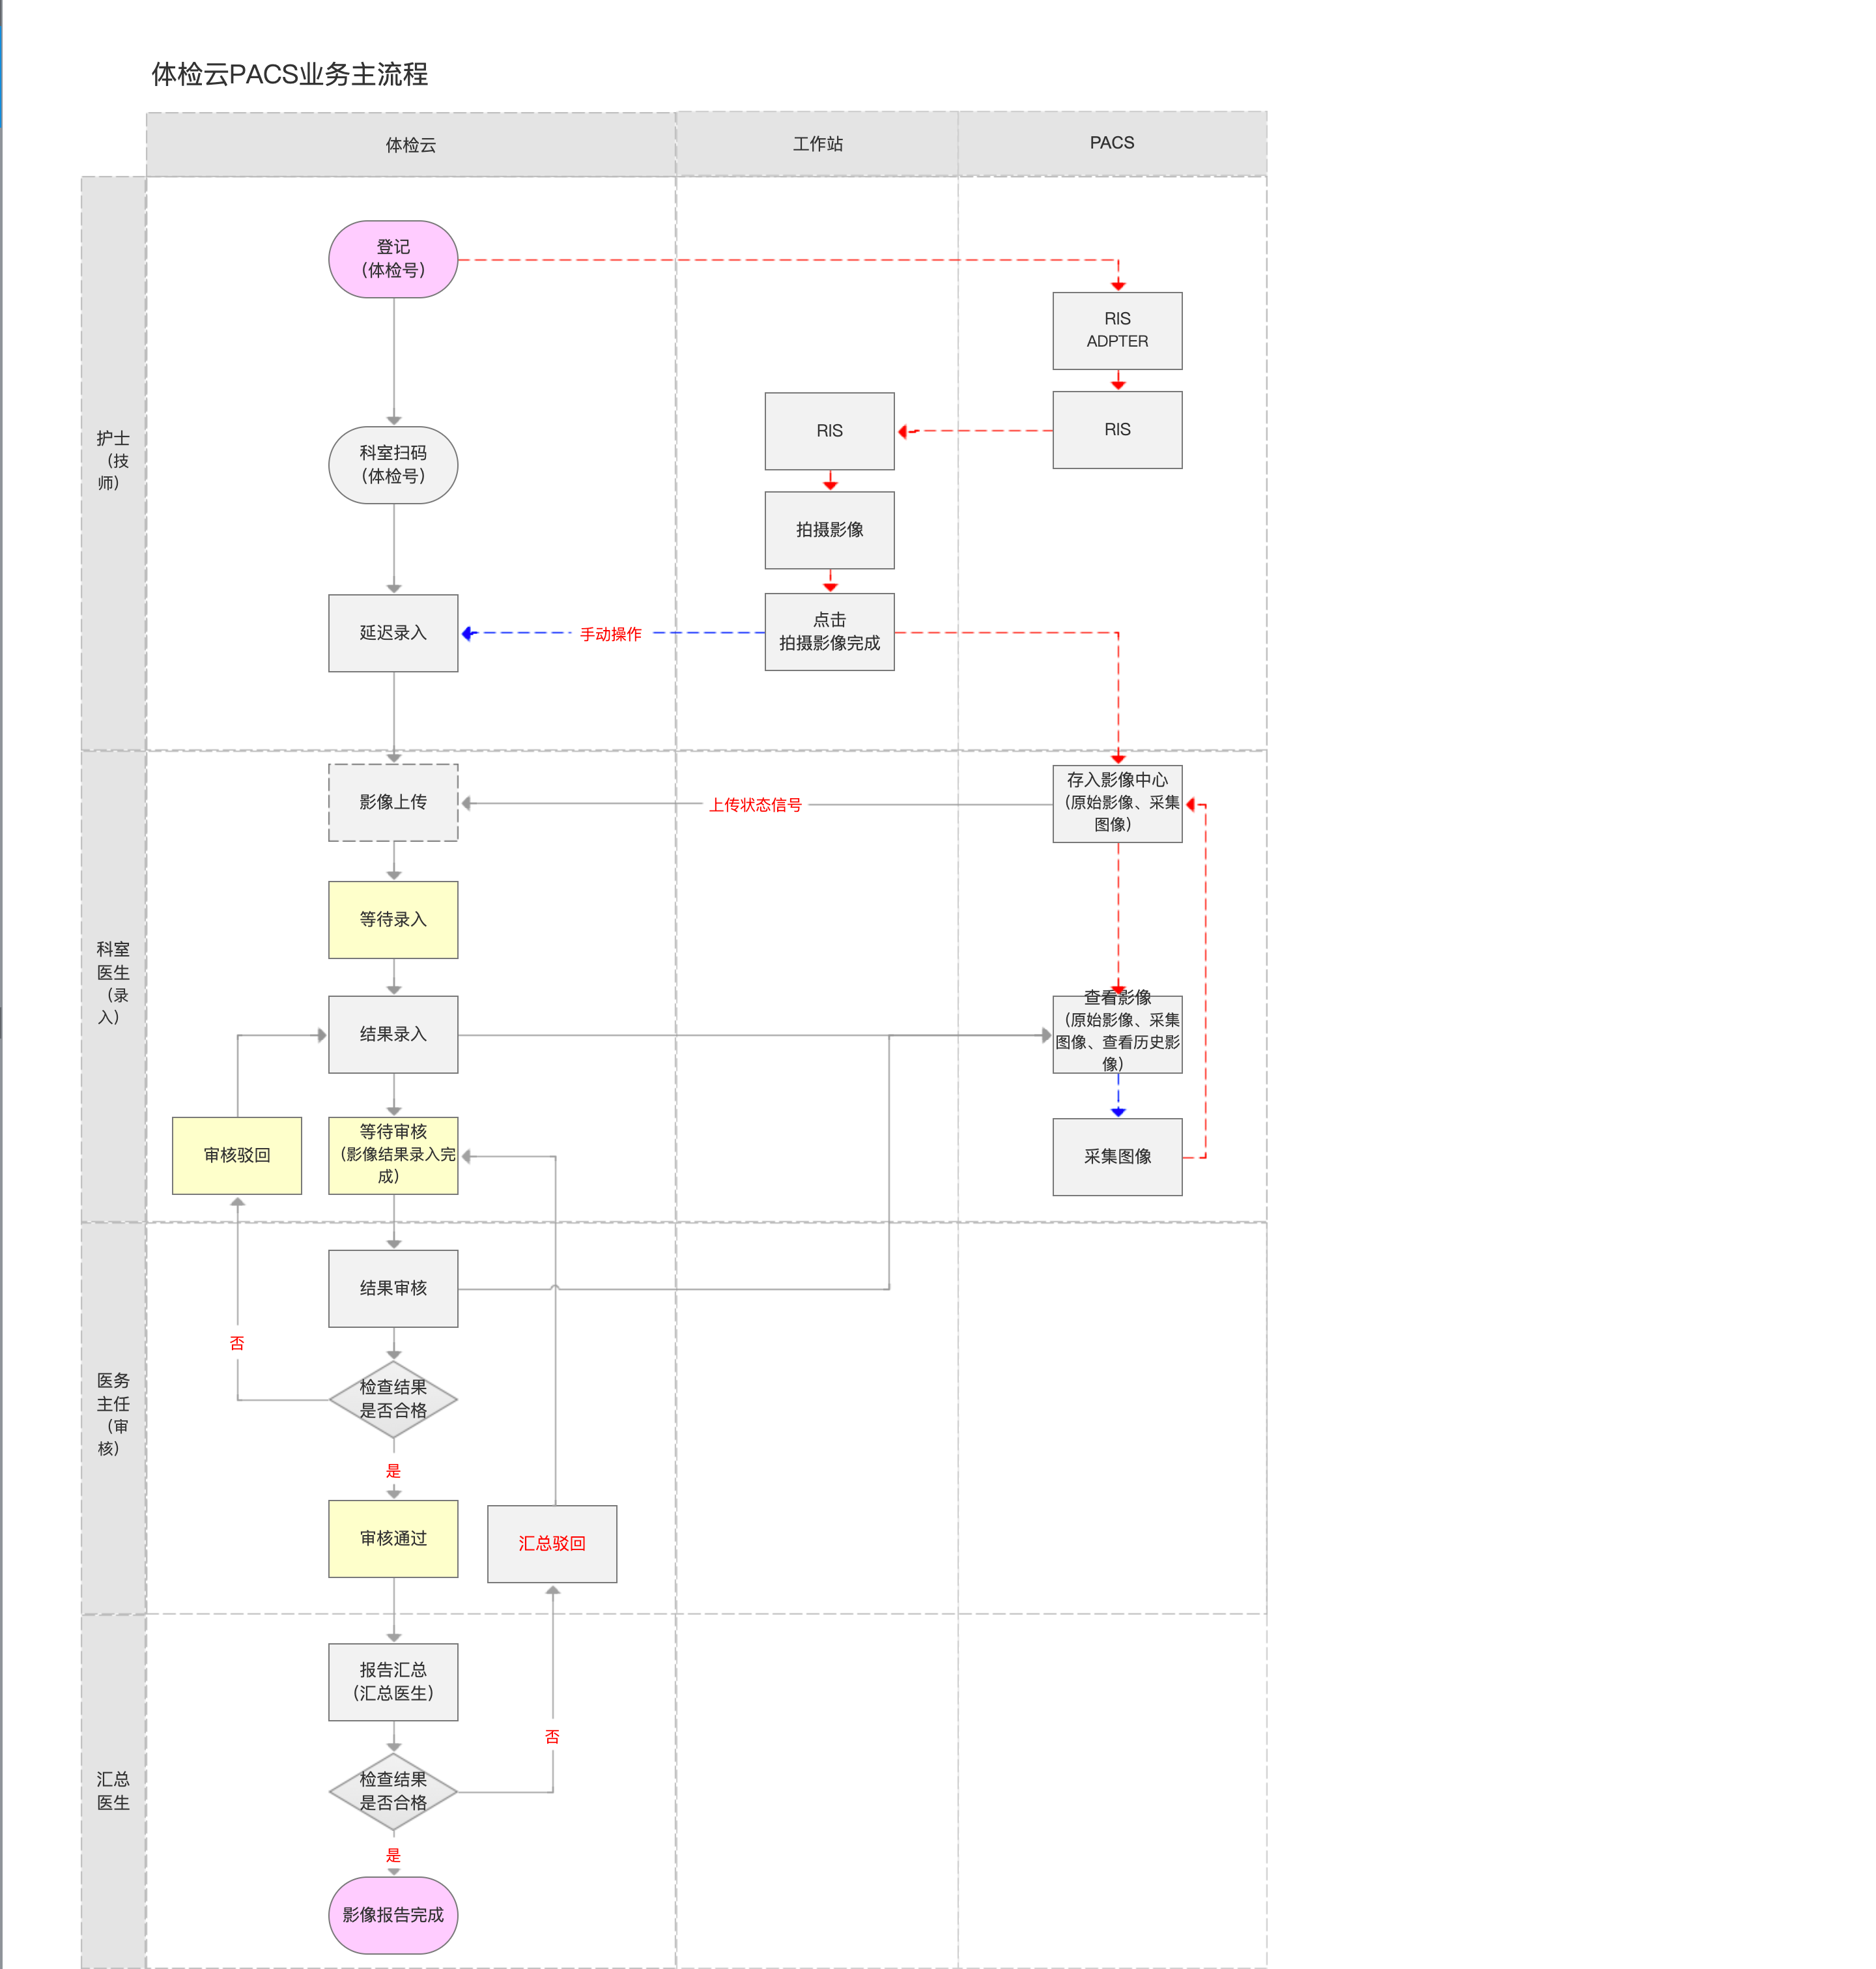 体检云PACS业务主流程
体检云
工作站
PACS
护士
（技
师）
登记
（体检号）
RIS
ADPTER
RIS
RIS
科室扫码
（体检号）
拍摄影像
点击
拍摄影像完成
延迟录入
手动操作
科室
医生
（录
入）
影像上传
上传状态信号
存入影像中心
（原始影像、采集
图像）
等待录入
结果录入
查看影像
（原始影像、采集
图像、查看历史影
像）
审核驳回
等待审核
（影像结果录入完
成）
采集图像
医务
主任
（审
核）
结果审核
否
检查结果
是否合格
是
审核通过
汇总驳回
汇总
医生
报告汇总
（汇总医生）
否
检查结果
是否合格
是
影像报告完成